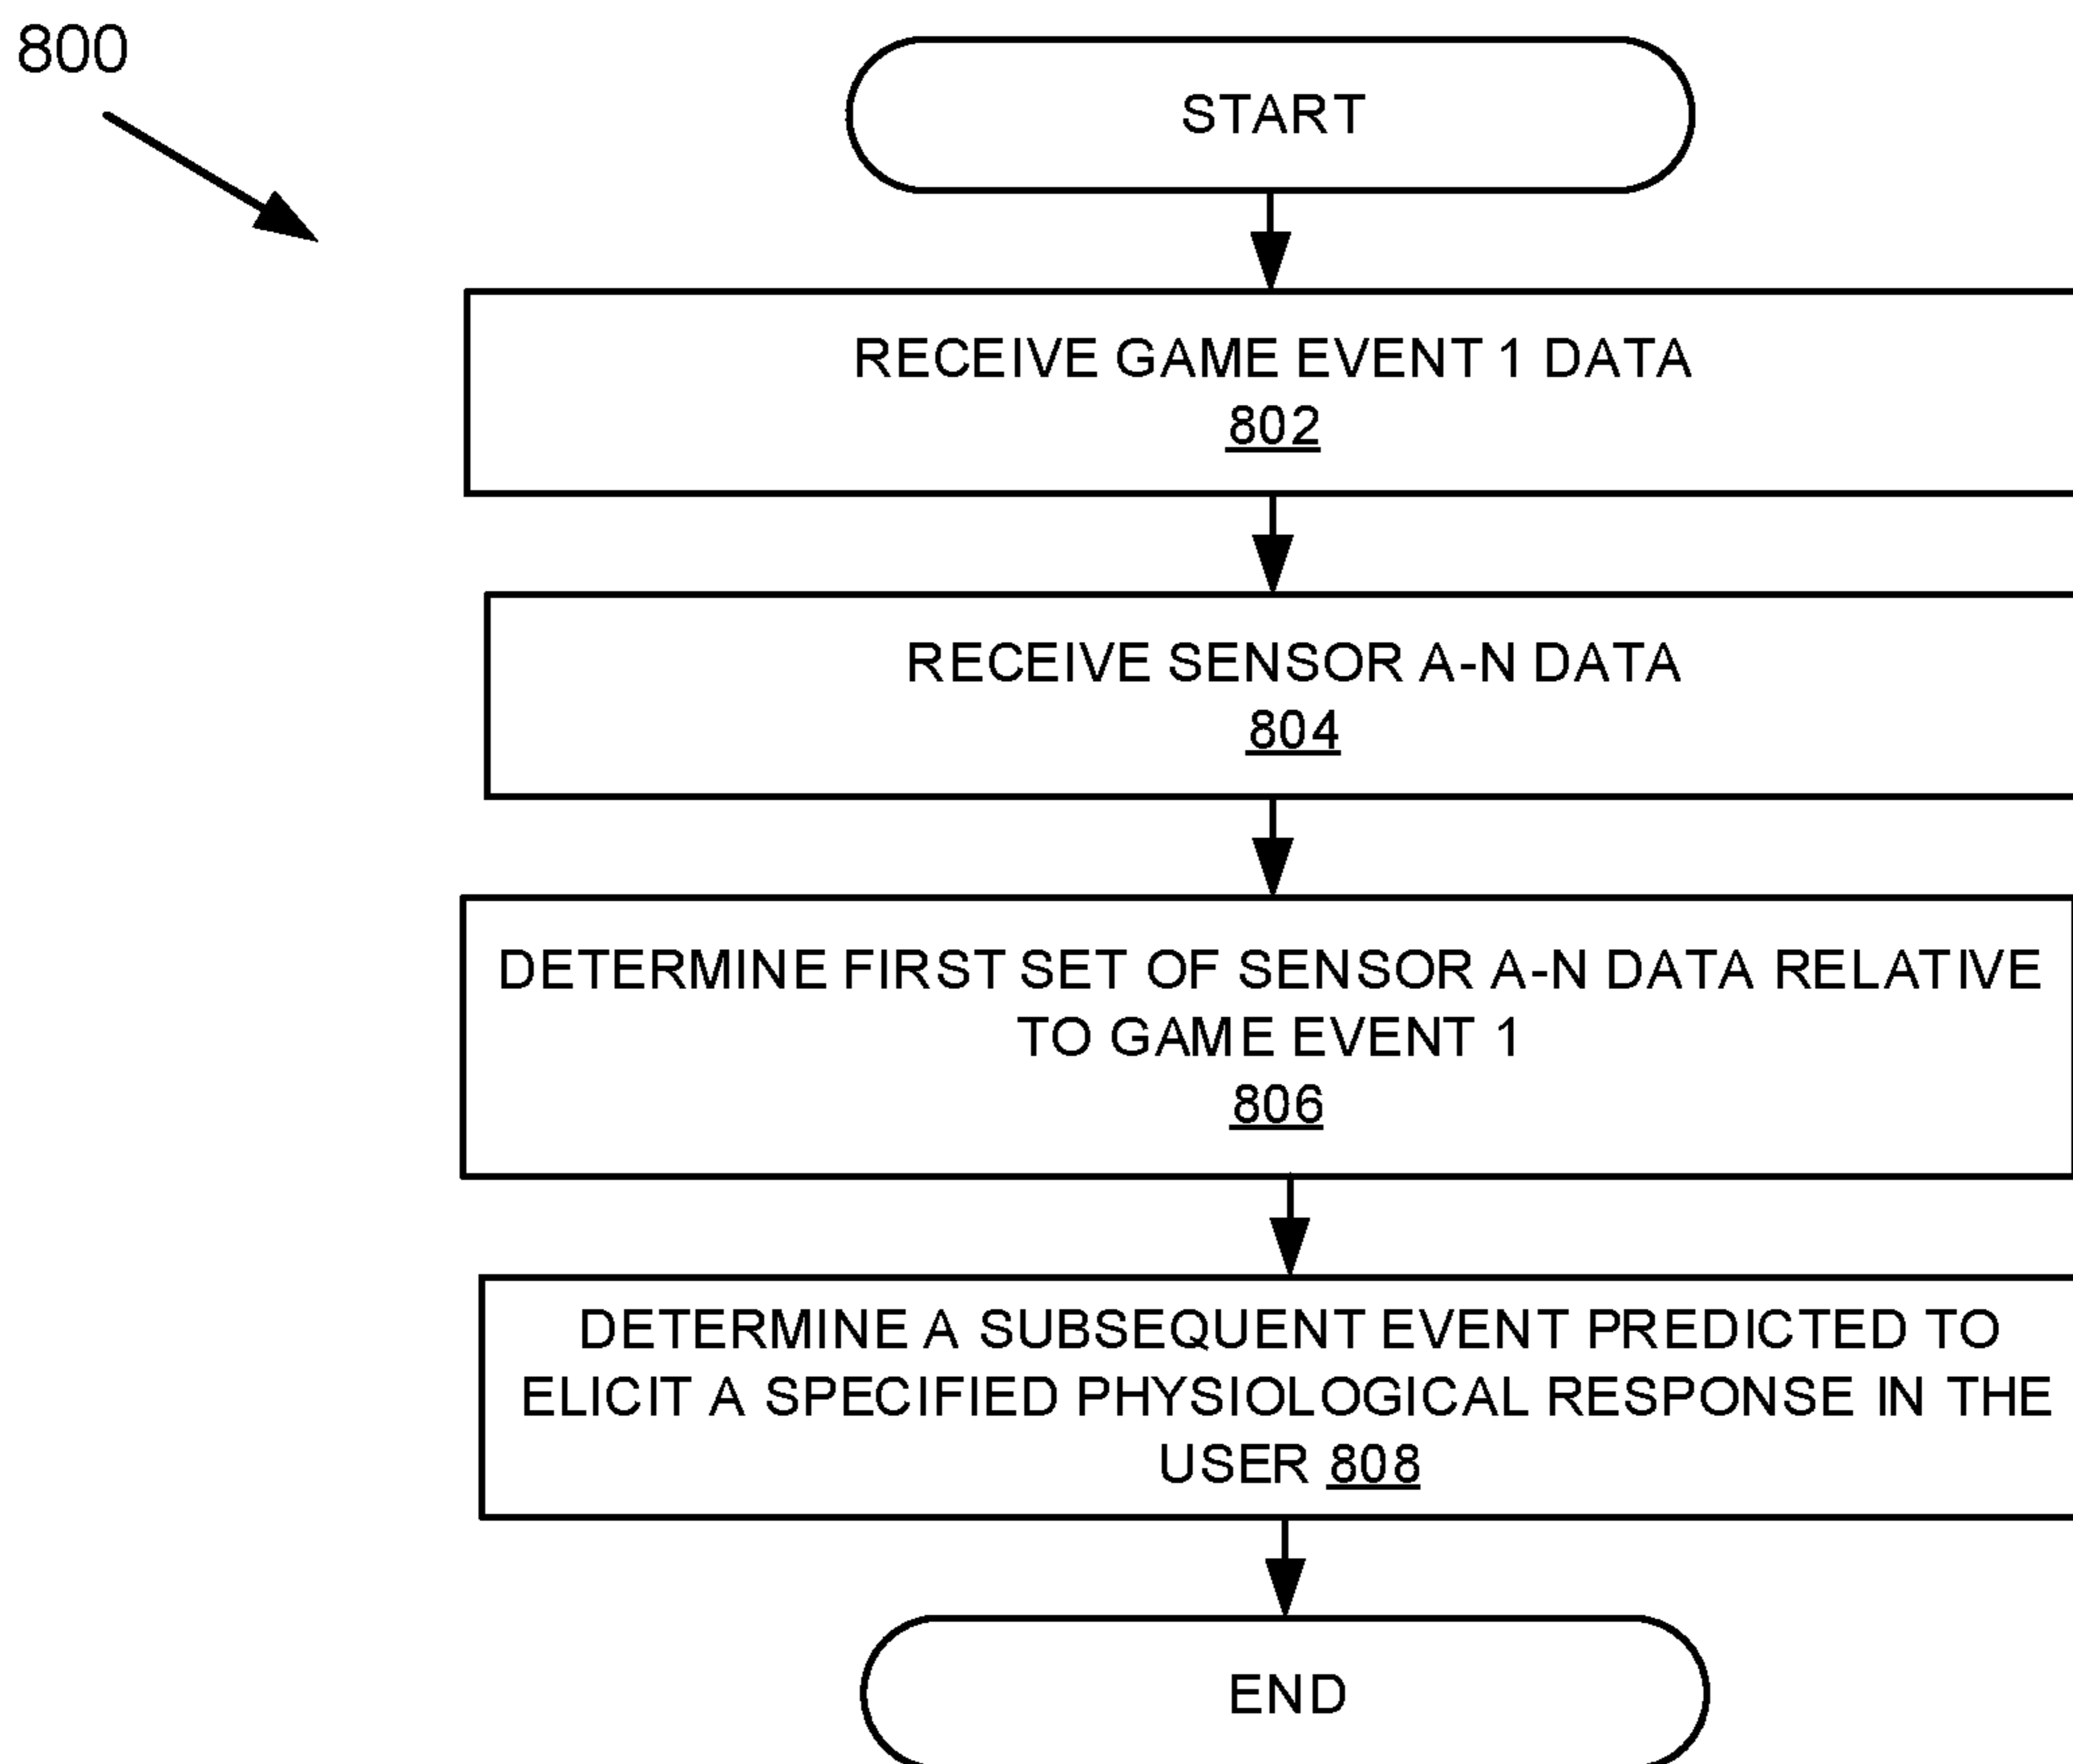 800
START
RECEIVE GAME EVENT 1 DATA
802
RECEIVE SENSOR A-N DATA
804
DETERMINE FIRST SET OF SENSOR A-N DATA RELATIVE
TO GAME EVENT 1
806
DETERMINE A SUBSEQUENT EVENT PREDICTED TO
ELICIT A SPECIFIED PHYSIOLOGICAL RESPONSE IN THE
USER 808
END